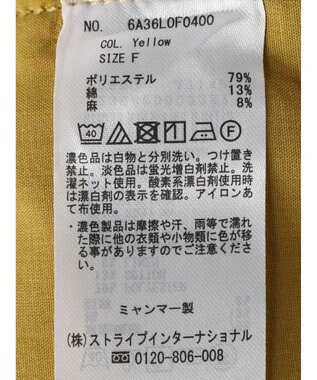 NO. 6A36L0F0400
COL. Yellow
SIZE F
ポリエステル 79%
綿 13%
麻 8%
40 F
濃色品は白物と分別洗い。つけ置き
禁止。淡色品は蛍光増白剤禁止。洗
濯ネット使用。酸素系漂白剤使用時
は漂白剤の表示を確認。アイロンあ
て布使用。
・濃色製品は摩擦や汗、雨等で濡れ
た際に他の衣類や小物類に色が移
る事がありますのでご注意くださ
い。
ミャンマー製
(株)ストライプインターナショナル
0120-806-008